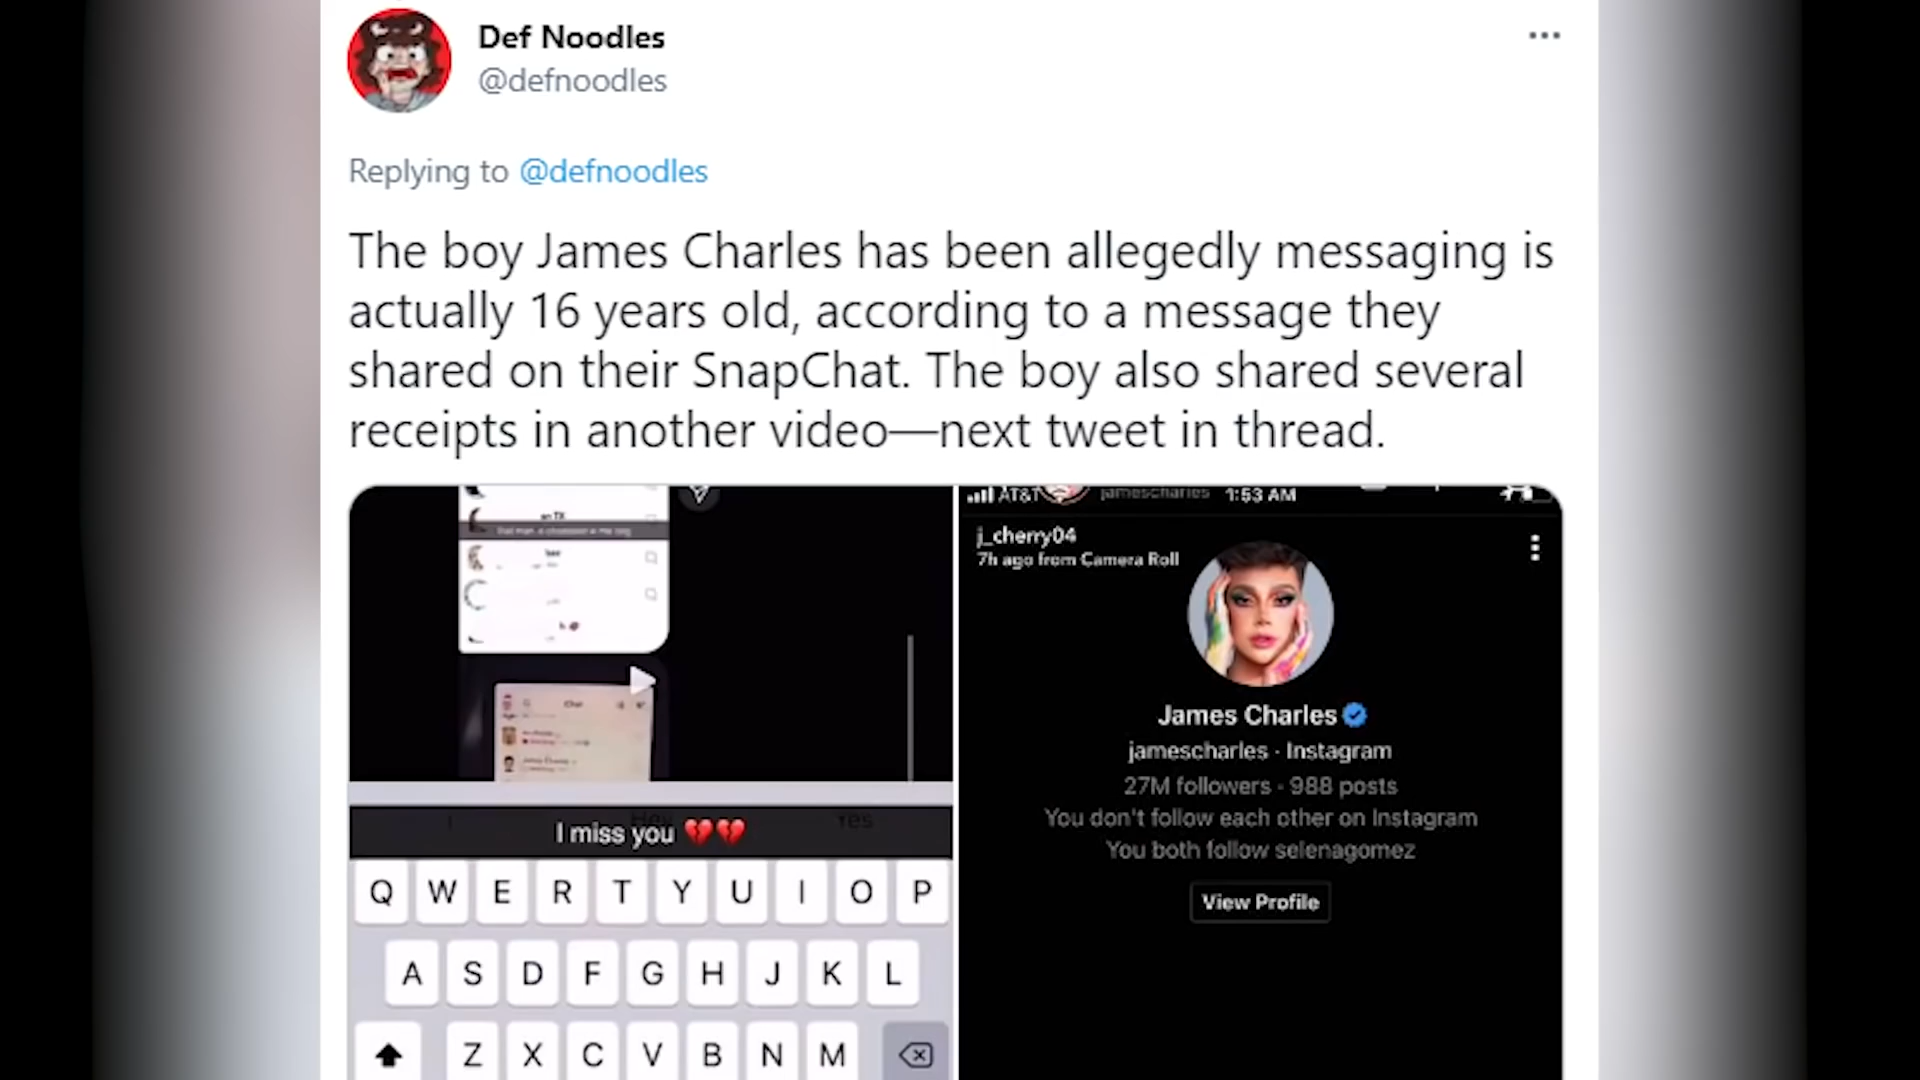 Def Noodles
@defnoodles
Replying to @defnoodles
The boy James Charles has been allegedly messaging is
actually 16 years old, according to a message they
shared on their SnapChat. The boy also shared several
receipts in another video—next tweet in thread.
Chat
I miss you 💔💔
Yes
Q W E R T Y U I O P
A S D F G H J K L
Z X C V B N M
AT&T jamescharles 1:53 AM
j_cherry04
7h ago from Camera Roll
James Charles
jamescharles · Instagram
27M followers · 988 posts
You don't follow each other on Instagram
You both follow selenagomez
View Profile